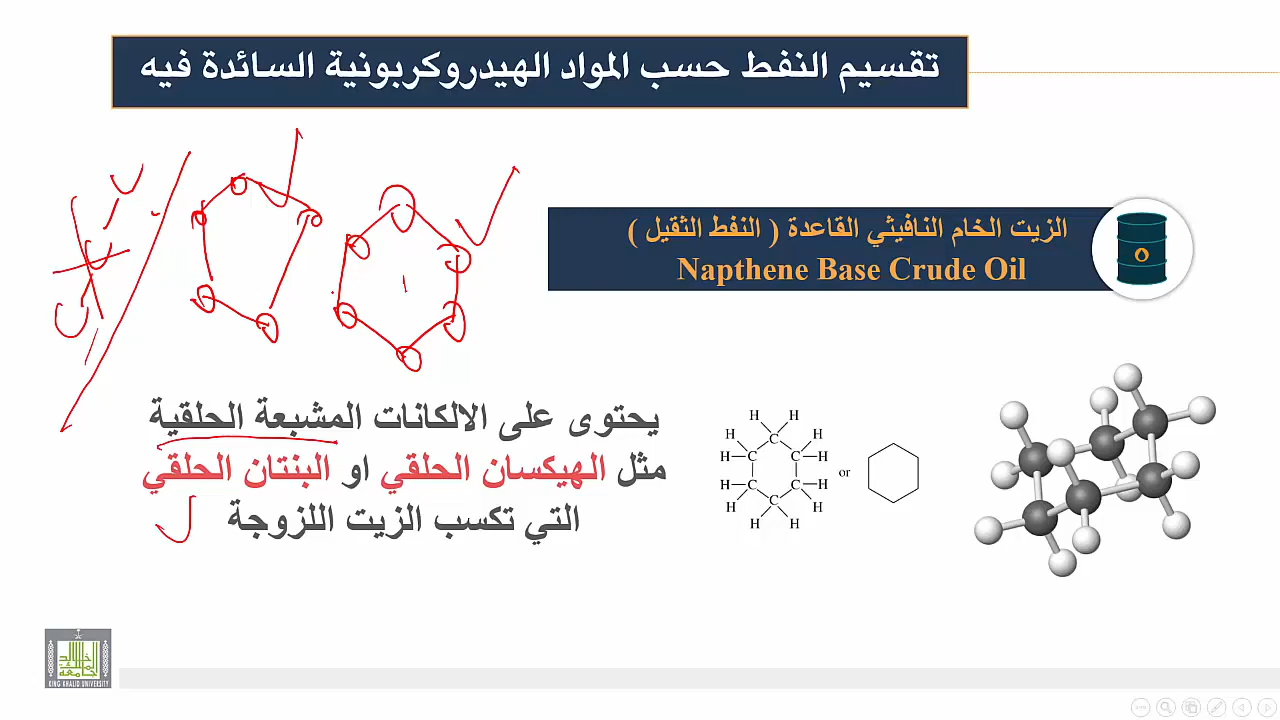 تقسيم النفط حسب المواد الهيدروكربونية السائدة فيه
الزيت الخام النافيثي القاعدة ( النفط الثقيل )
Napthene Base Crude Oil
يحتوى على الالكانات المشبعة الحلقية
مثل الهيكسان الحلقي او البنتان الحلقي
التي تكسب الزيت اللزوجة
H H
H C H
H C C H
or
H C C H
H C H
H H
KING KHALID UNIVERSITY